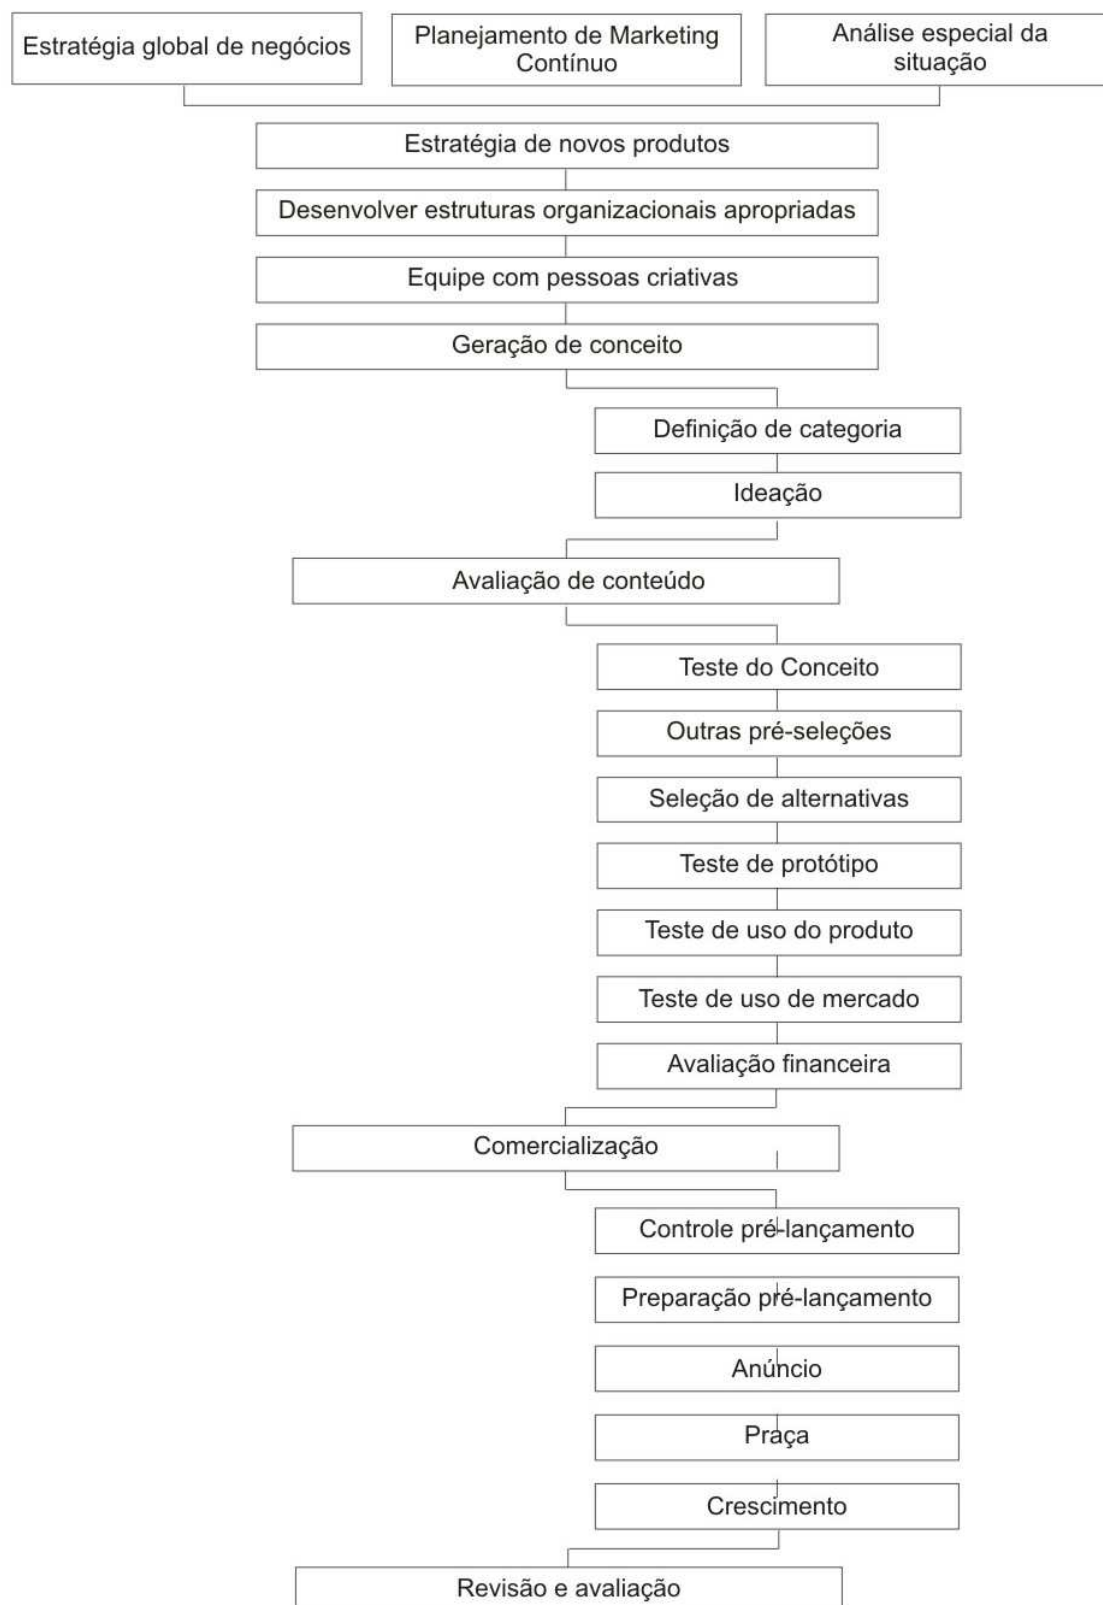 Estratégia global de negócios
Planejamento de Marketing
Contínuo
Análise especial da
situação
Estratégia de novos produtos
Desenvolver estruturas organizacionais apropriadas
Equipe com pessoas criativas
Geração de conceito
Definição de categoria
Ideação
Avaliação de conteúdo
Teste do Conceito
Outras pré-seleções
Seleção de alternativas
Teste de protótipo
Teste de uso do produto
Teste de uso de mercado
Avaliação financeira
Comercialização
Controle pré-lançamento
Preparação pré-lançamento
Anúncio
Praça
Crescimento
Revisão e avaliação